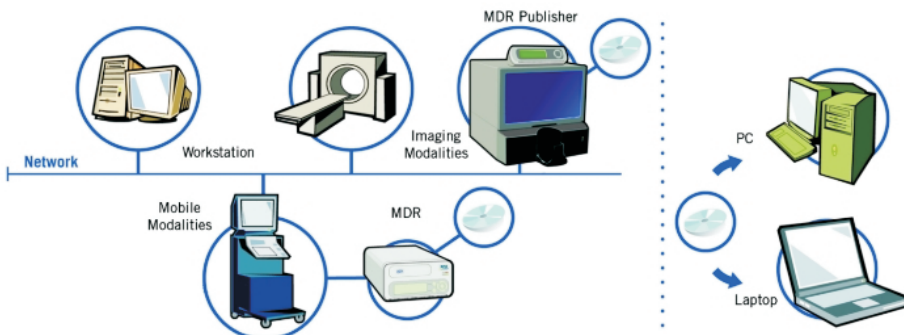 MDR Publisher
Imaging
Modalities
Workstation
Network
Mobile
Modalities
MDR
PC
Laptop